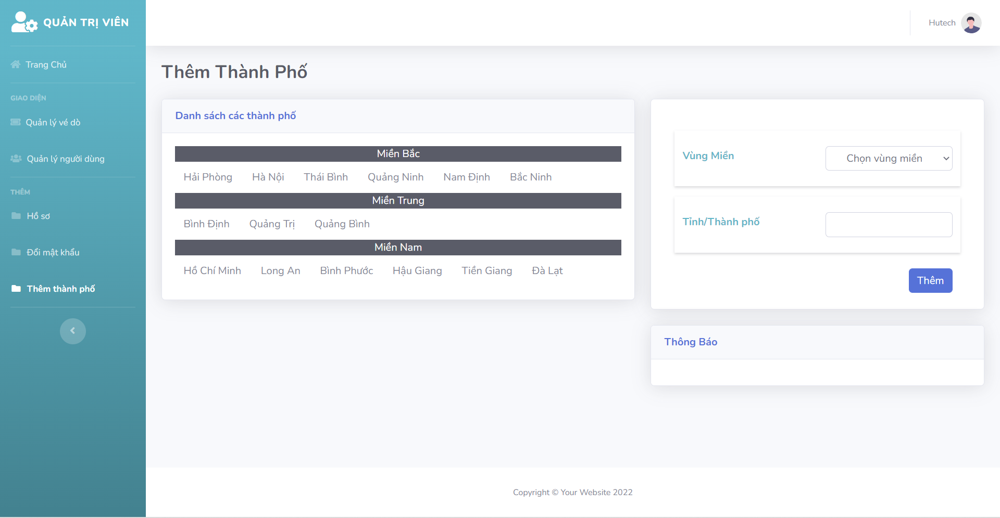 QUẢN TRỊ VIÊN
Trang Chủ
GIAO DIỆN
Quản lý vé dò
Quản lý người dùng
THÊM
Hồ sơ
Đổi mật khẩu
Thêm thành phố
Hutech
Thêm Thành Phố
Danh sách các thành phố
Miền Bắc
Hải Phòng Hà Nội Thái Bình Quảng Ninh Nam Định Bắc Ninh
Miền Trung
Bình Định Quảng Trị Quảng Bình
Miền Nam
Hồ Chí Minh Long An Bình Phước Hậu Giang Tiền Giang Đà Lạt
Vùng Miền Chọn vùng miền
Tỉnh/Thành phố
Thêm
Thông Báo
Copyright © Your Website 2022